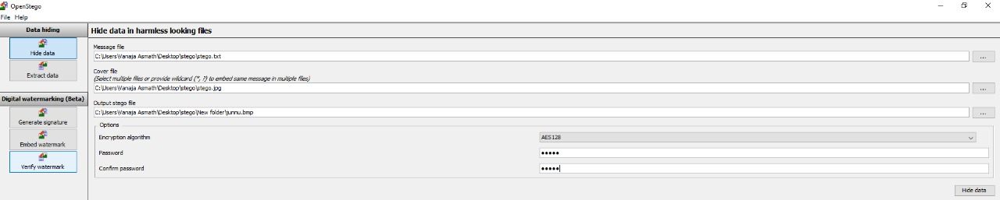 OpenStego
File Help
Data hiding
Hide data
Extract data
Digital watermarking (Beta)
Generate signature
Embed watermark
Verify watermark
Hide data in harmless looking files
Message file
C:\Users\Vanaja Asmath\Desktop\stego\stego.txt
...
Cover file
(Select multiple files or provide wildcard (*, ?) to embed same message in multiple files)
C:\Users\Vanaja Asmath\Desktop\stego\stego.jpg
...
Output stego file
C:\Users\Vanaja Asmath\Desktop\stego\New folder\junnu.bmp
...
Options
Encryption algorithm
AES128
Password
●●●●●
Confirm password
●●●●●
Hide data